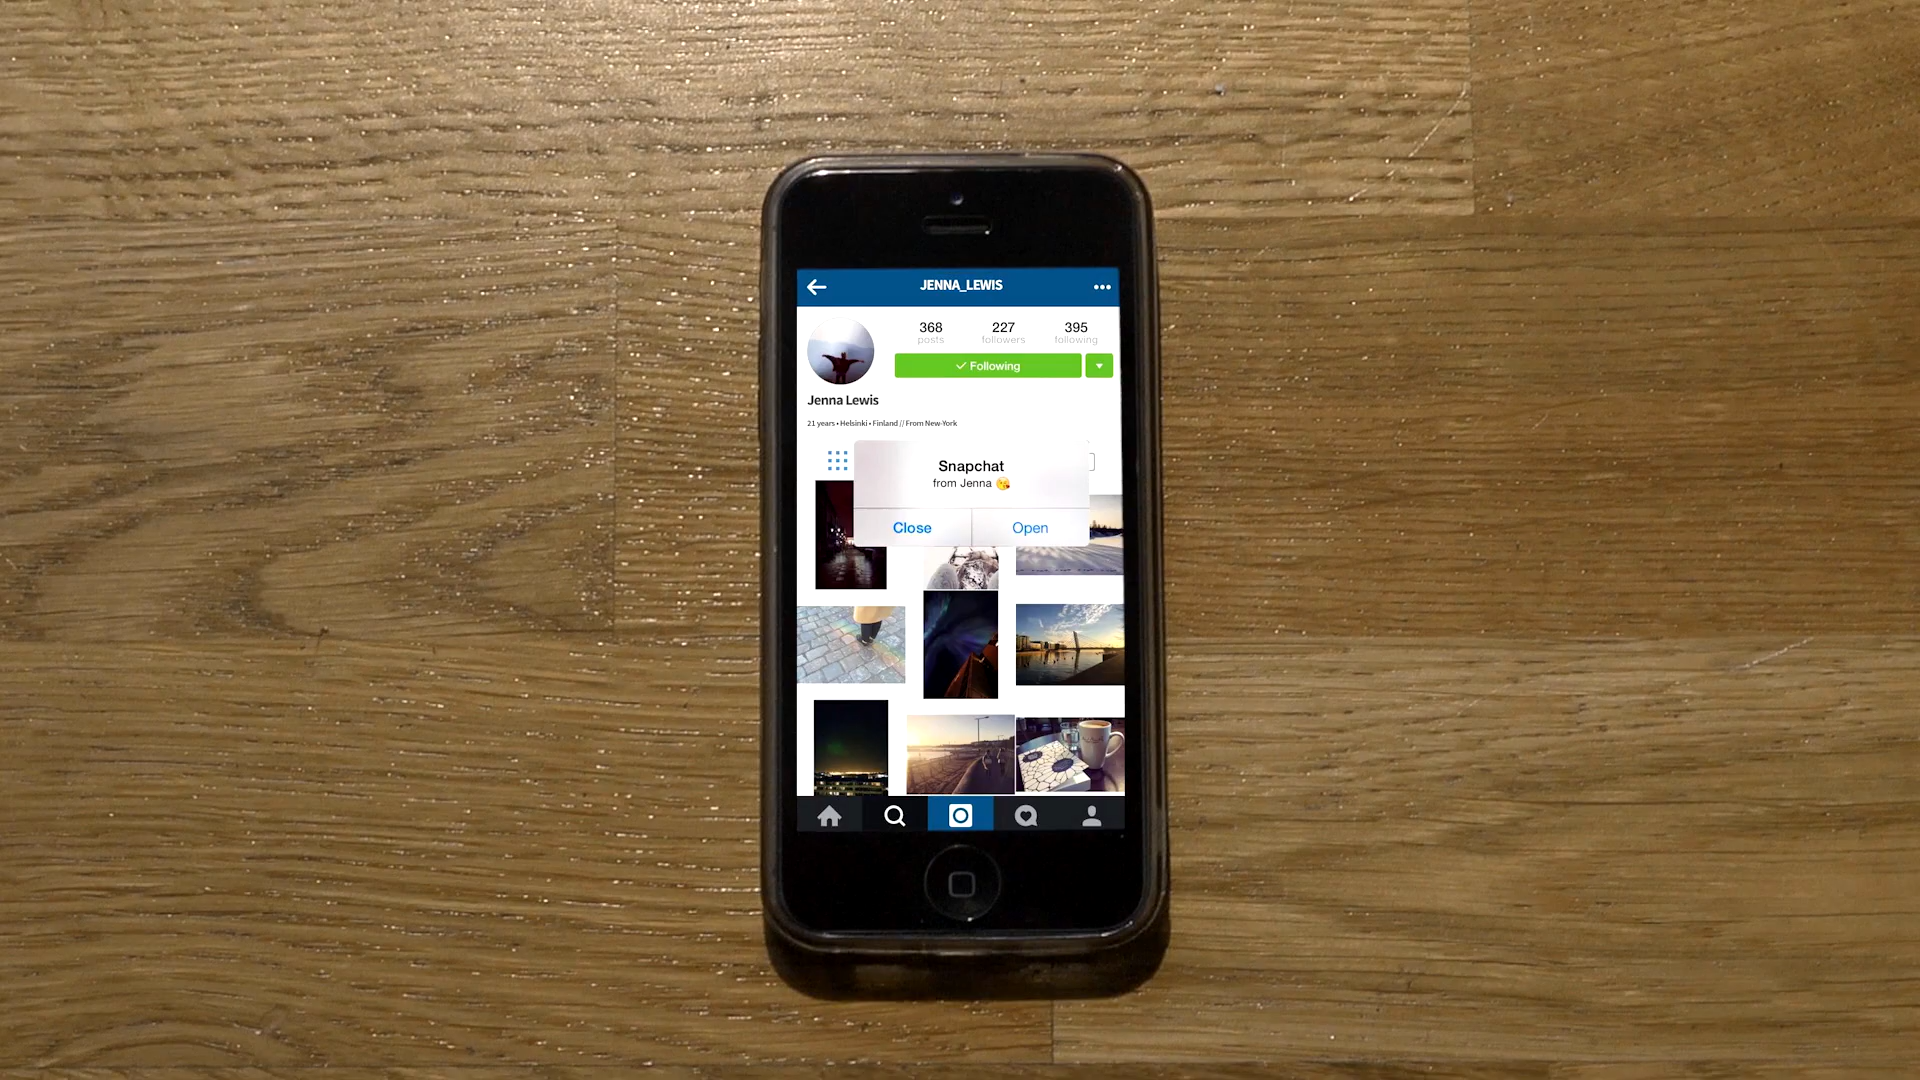 JENNA_LEWIS
368 227 395
posts followers following
Following
Jenna Lewis
21 years • Helsinki • Finland // From New-York
Snapchat
from Jenna 😘
Close Open